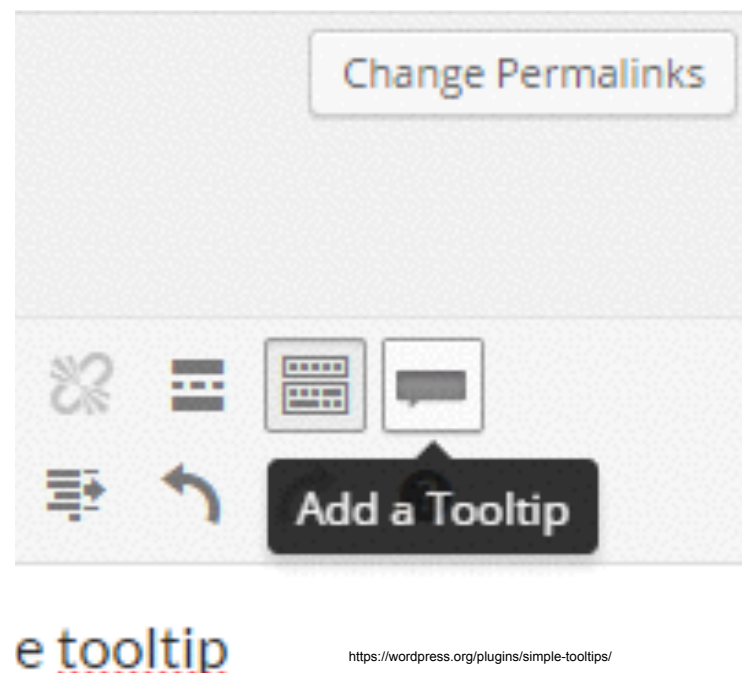 Change Permalinks
Add a Tooltip
e tooltip
https://wordpress.org/plugins/simple-tooltips/